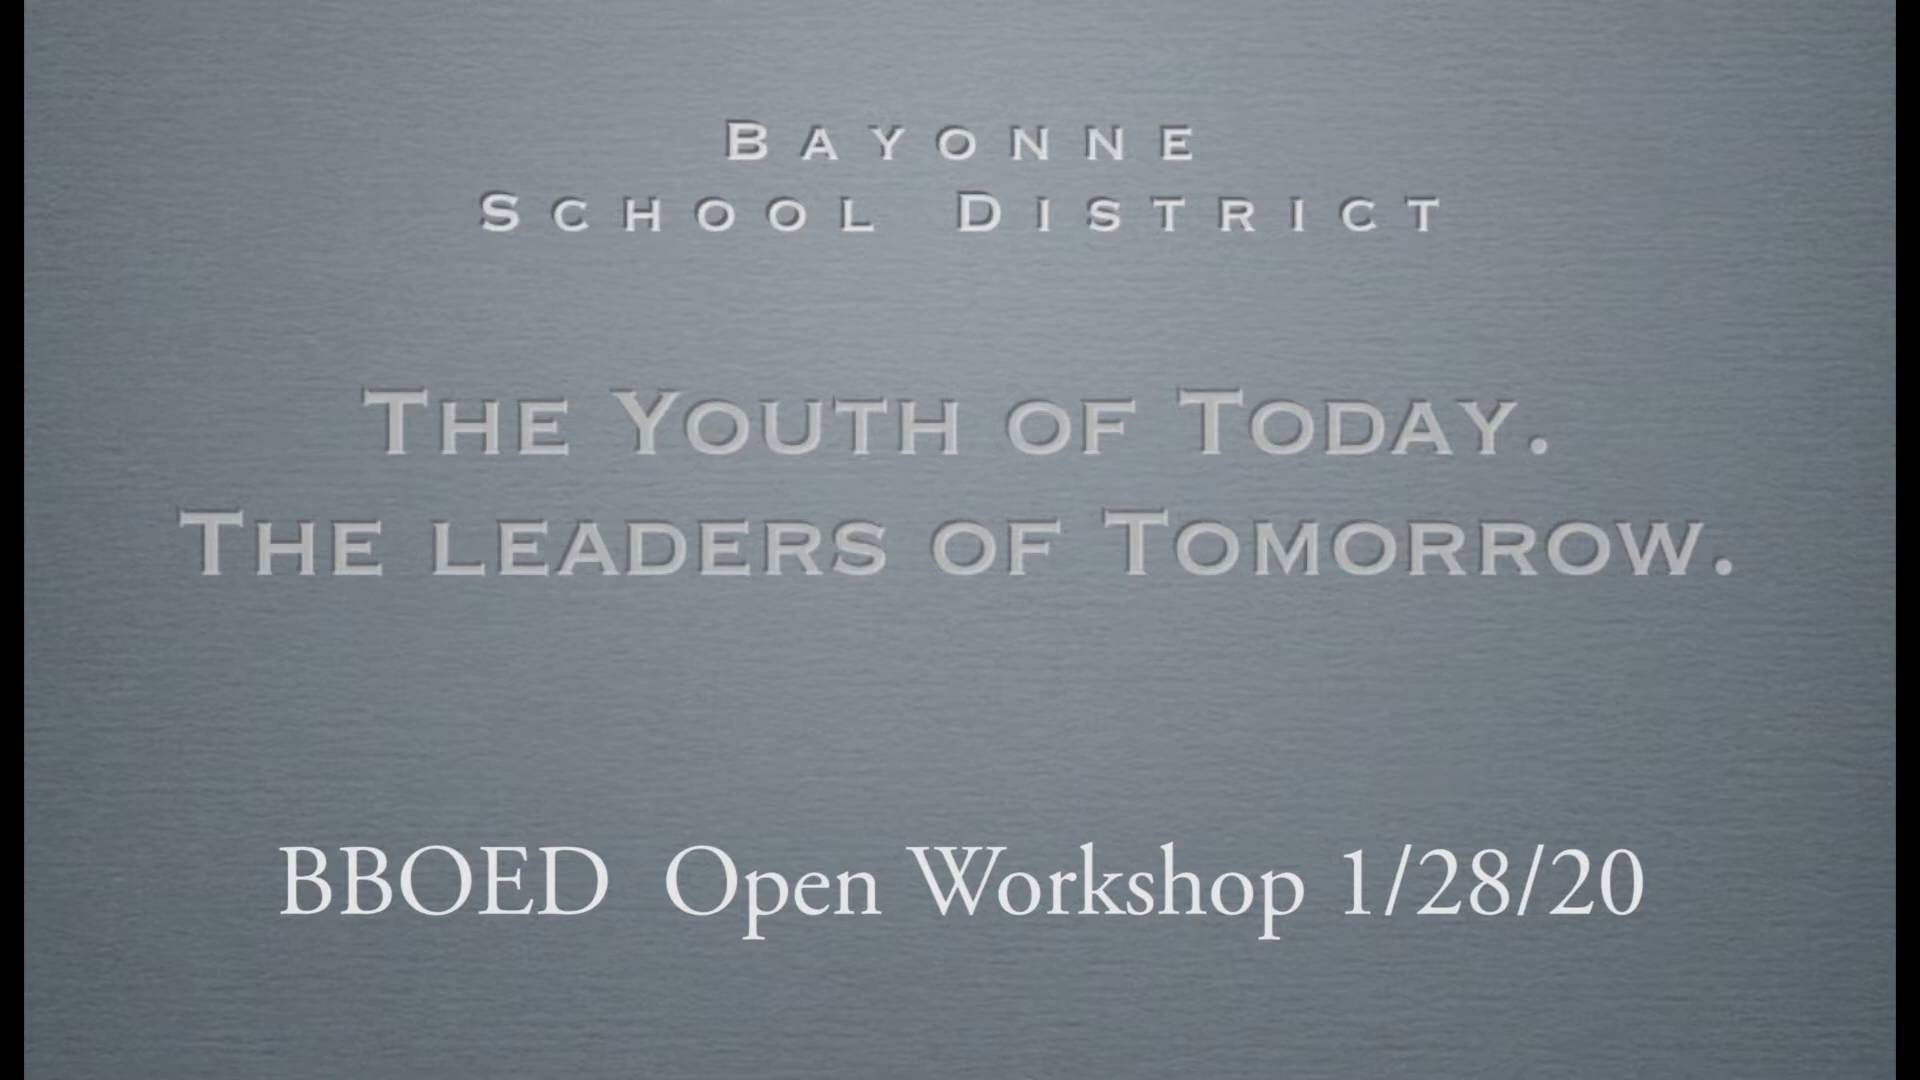 Bayonne
School District
The Youth of Today.
The leaders of Tomorrow.
BBOED Open Workshop 1/28/20